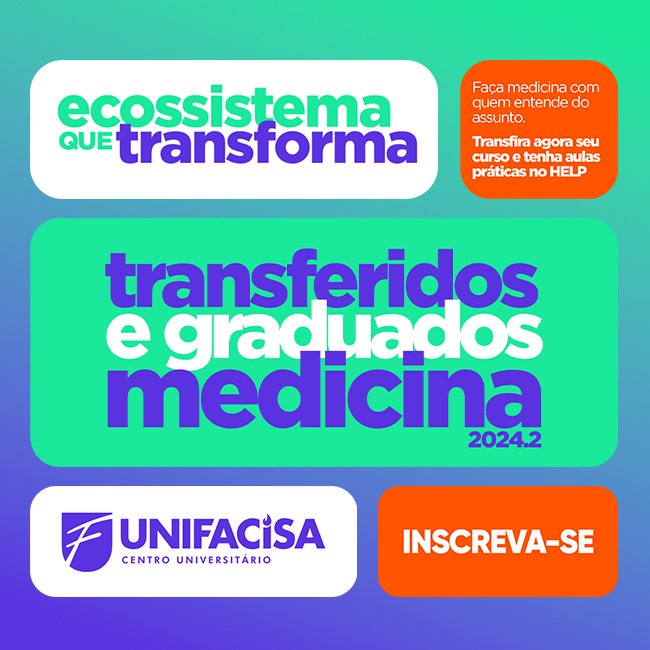 ecossistema
QUE transforma
Faça medicina com
quem entende do
assunto.
Transfira agora seu
curso e tenha aulas
práticas no HELP
transferidos
e graduados
medicina
2024.2
UNIFACISA
CENTRO UNIVERSITÁRIO
INSCREVA-SE